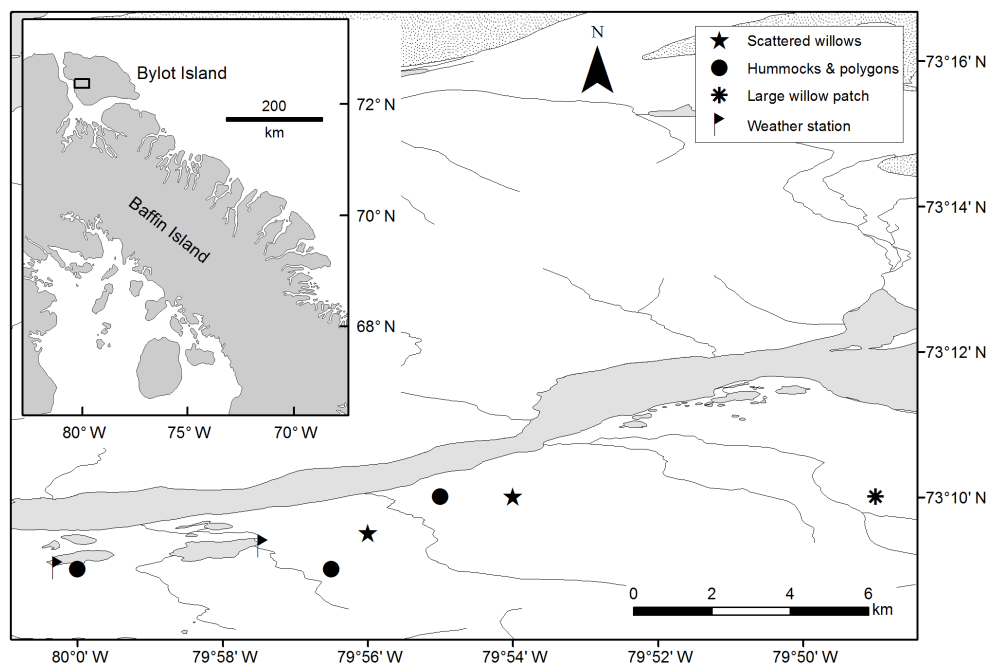 N
Scattered willows
Hummocks & polygons
Large willow patch
Weather station
Bylot Island
200
km
Baffin Island
72° N
70° N
68° N
80° W
75° W
70° W
73°16' N
73°14' N
73°12' N
73°10' N
0 2 4 6
km
80°0' W
79°58' W
79°56' W
79°54' W
79°52' W
79°50' W